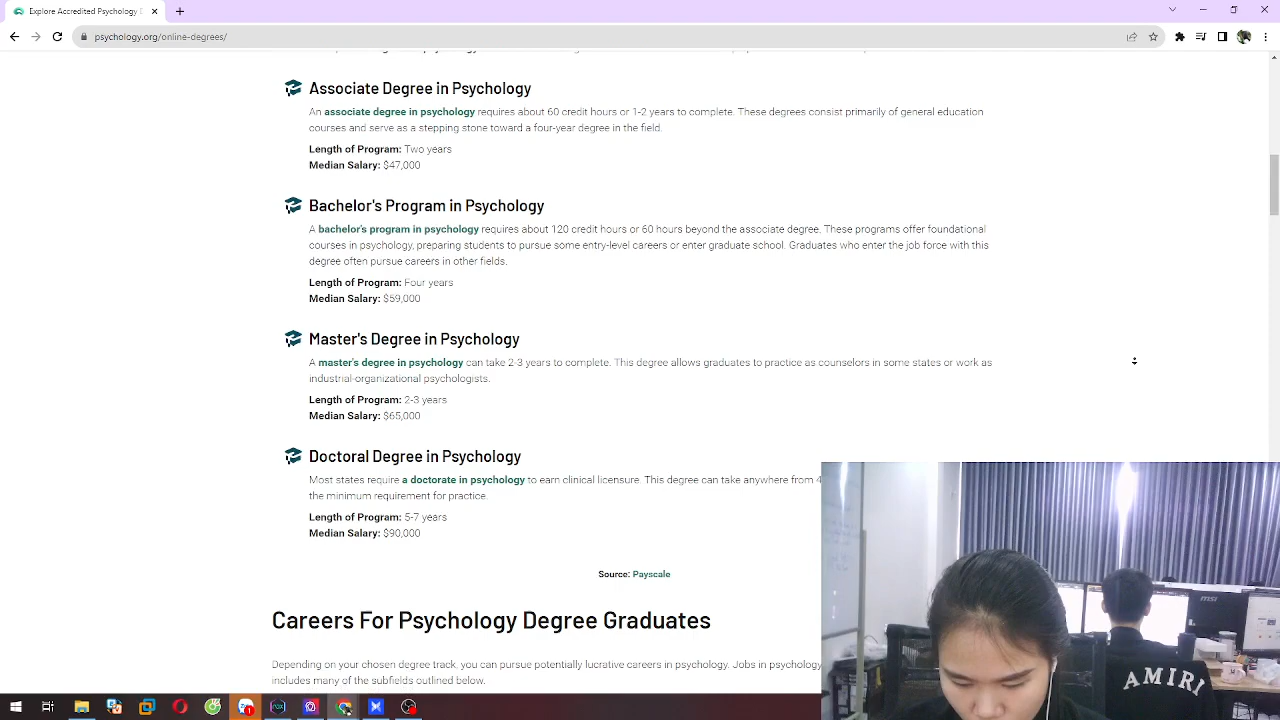 Explore Accredited Psychology
psychology.org/online-degrees/
Associate Degree in Psychology
An associate degree in psychology requires about 60 credit hours or 1-2 years to complete. These degrees consist primarily of general education
courses and serve as a stepping stone toward a four-year degree in the field.
Length of Program: Two years
Median Salary: $47,000
Bachelor's Program in Psychology
A bachelor's program in psychology requires about 120 credit hours or 60 hours beyond the associate degree. These programs offer foundational
courses in psychology, preparing students to pursue some entry-level careers or enter graduate school. Graduates who enter the job force with this
degree often pursue careers in other fields.
Length of Program: Four years
Median Salary: $59,000
Master's Degree in Psychology
A master's degree in psychology can take 2-3 years to complete. This degree allows graduates to practice as counselors in some states or work as
industrial-organizational psychologists.
Length of Program: 2-3 years
Median Salary: $65,000
Doctoral Degree in Psychology
Most states require a doctorate in psychology to earn clinical licensure. This degree can take anywhere from 4
the minimum requirement for practice.
Length of Program: 5-7 years
Median Salary: $90,000
Source: Payscale
Careers For Psychology Degree Graduates
Depending on your chosen degree track, you can pursue potentially lucrative careers in psychology. Jobs in psychology
includes many of the subfields outlined below.
msi
AMIRI